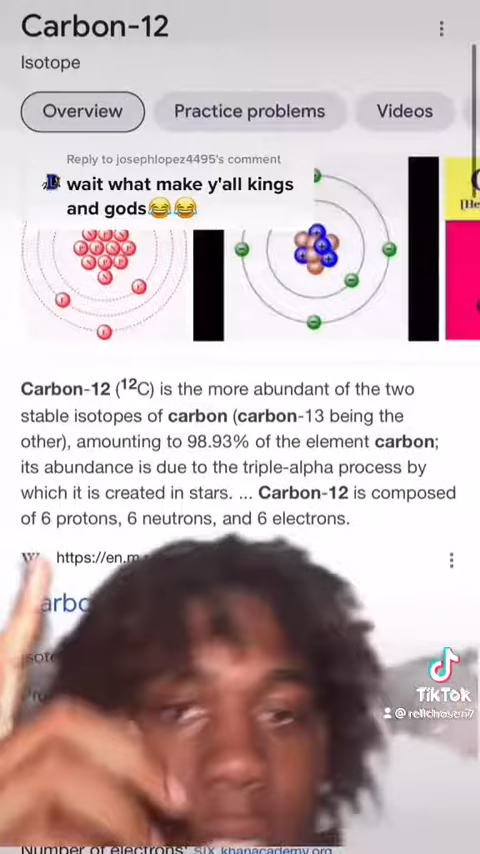 Carbon-12
Isotope
Overview
Practice problems
Videos
Reply to josephlopez4495's comment
wait what make y'all kings
and gods😂😂
[He
Carbon-12 (¹²C) is the more abundant of the two
stable isotopes of carbon (carbon-13 being the
other), amounting to 98.93% of the element carbon;
its abundance is due to the triple-alpha process by
which it is created in stars. ... Carbon-12 is composed
of 6 protons, 6 neutrons, and 6 electrons.
W
https://en.m
arbo
TikTok
@rellchosen7
Number of electrons: six khanacademy.org